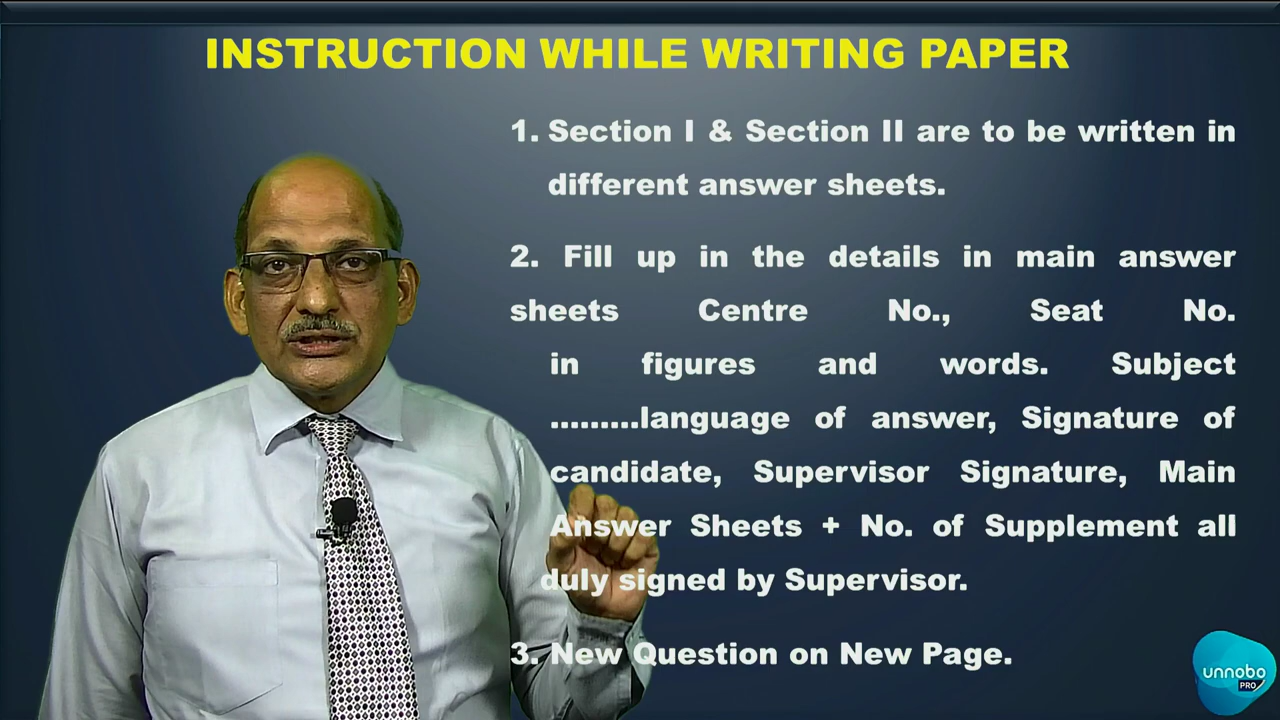 INSTRUCTION WHILE WRITING PAPER
1. Section I & Section II are to be written in
different answer sheets.
2. Fill up in the details in main answer
sheets Centre No., Seat No.
in figures and words. Subject
.........language of answer, Signature of
candidate, Supervisor Signature, Main
Answer Sheets + No. of Supplement all
duly signed by Supervisor.
3. New Question on New Page.
unnobo
PRO